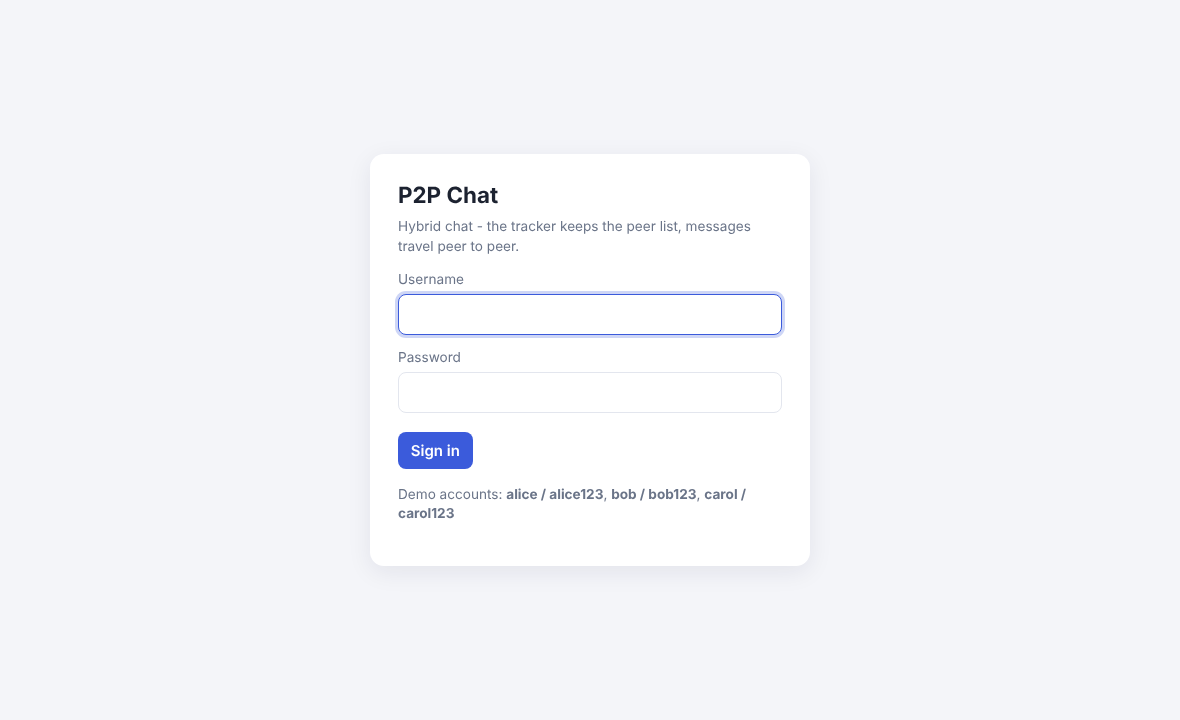 P2P Chat
Hybrid chat - the tracker keeps the peer list, messages
travel peer to peer.
Username
Password
Sign in
Demo accounts: alice / alice123, bob / bob123, carol /
carol123